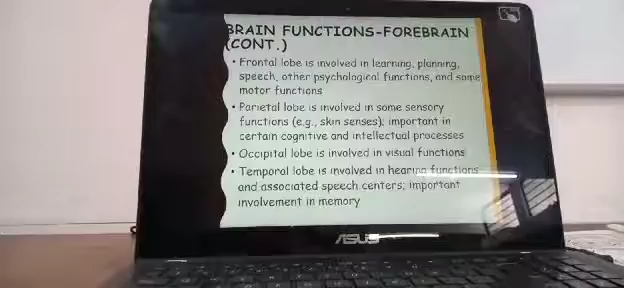 BRAIN FUNCTIONS-FOREBRAIN
(CONT.)
• Frontal lobe is involved in learning, planning,
speech, other psychological functions, and some
motor functions
• Parietal lobe is involved in some sensory
functions (e.g., skin senses); important in
certain cognitive and intellectual processes
• Occipital lobe is involved in visual functions
• Temporal lobe is involved in hearing functions
and associated speech centers; important
involvement in memory
ASUS